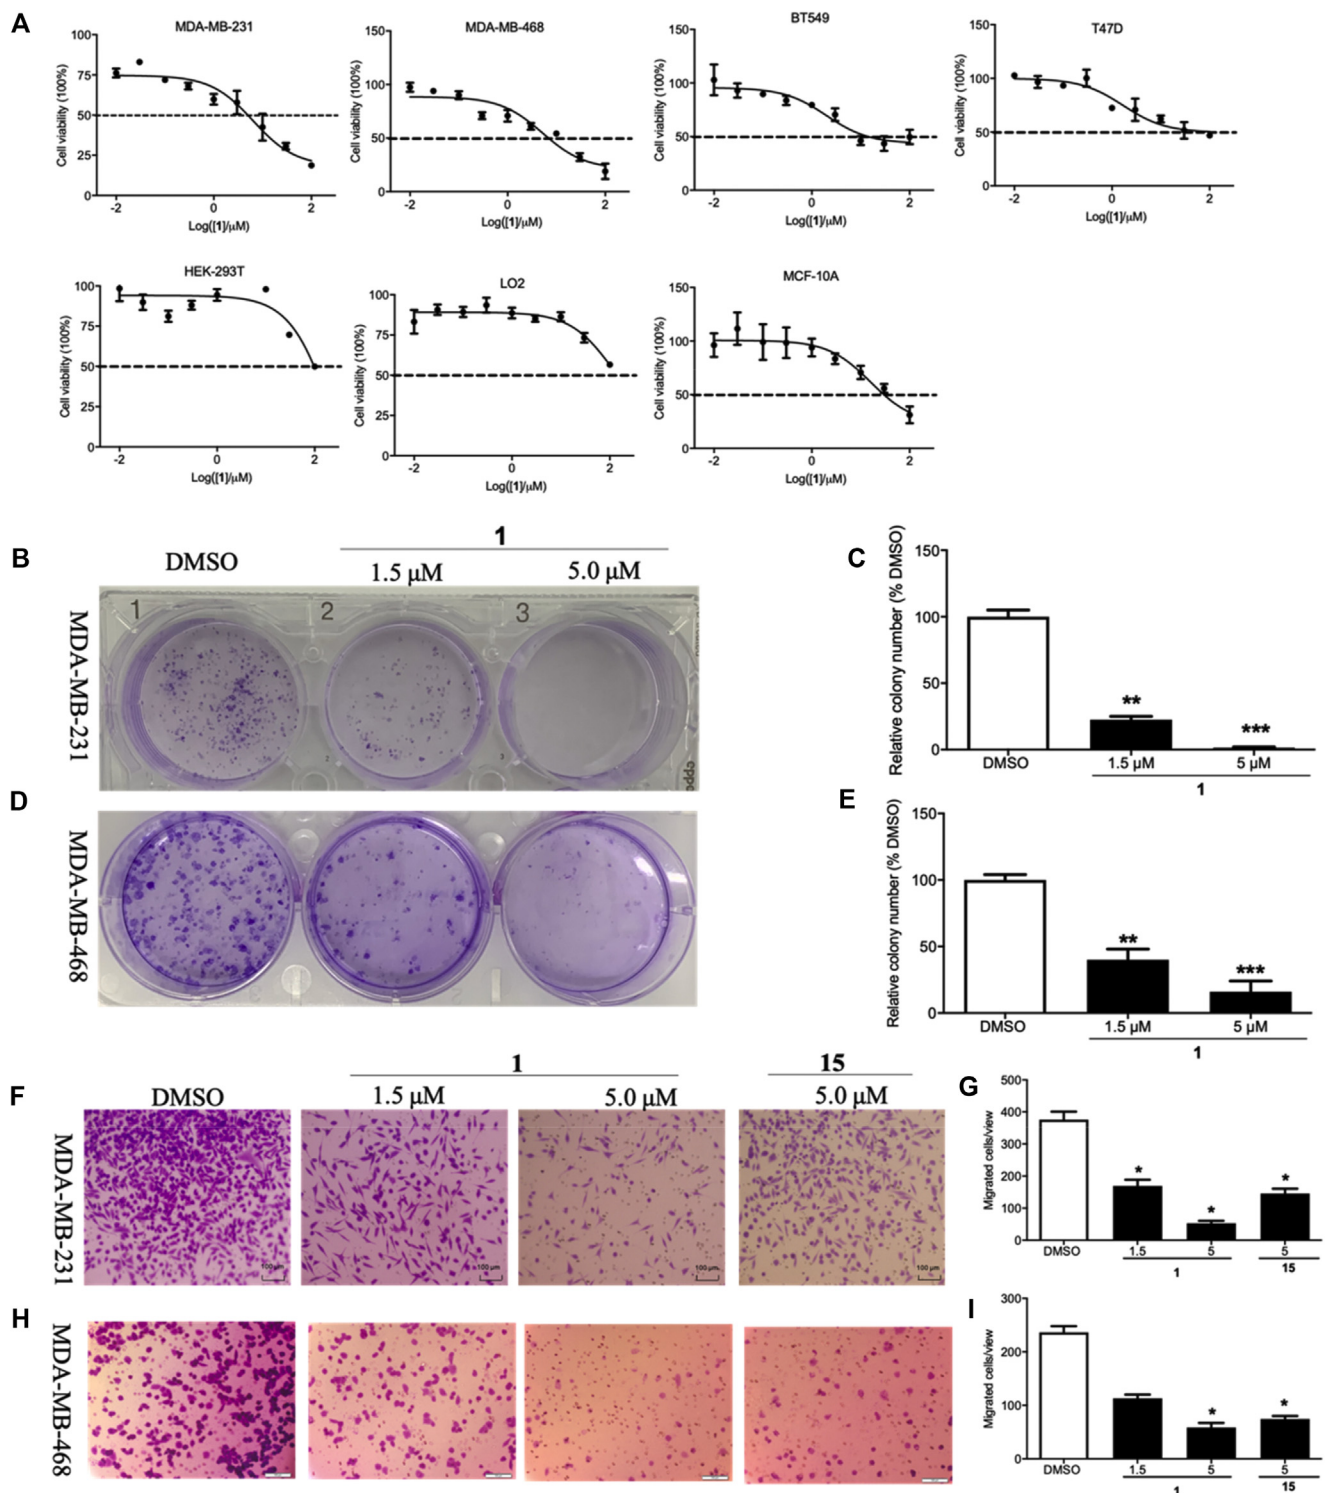 A
MDA-MB-231
Cell viability (100%)
100
75
50
25
0
-2 0 2
Log([1]/μM)
MDA-MB-468
Cell viability (100%)
150
100
50
0
-2 0 2
Log([1]/μM)
BT549
Cell viability (100%)
150
100
50
0
-2 0 2
Log([1]/μM)
T47D
Cell viability (100%)
150
100
50
0
-2 0 2
Log([1]/μM)
HEK-293T
Cell viability (100%)
100
75
50
25
0
-2 0 2
Log([1]/μM)
LO2
Cell viability (100%)
100
75
50
25
0
-2 0 2
Log([1]/μM)
MCF-10A
Cell viability (100%)
150
100
50
0
-2 0 2
Log([1]/μM)
B
DMSO
1
1.5 μM 5.0 μM
MDA-MB-231
1 2 3
2 3
C
Relative colony number (% DMSO)
150
100
50
0
** ***
DMSO 1.5 μM 5 μM
1
D
MDA-MB-468
E
Relative colony number (% DMSO)
150
100
50
0
** ***
DMSO 1.5 μM 5 μM
1
F
DMSO
1
1.5 μM 5.0 μM
15
5.0 μM
MDA-MB-231
100 μm 100 μm 100 μm 100 μm
G
Migrated cells/view
500
400
300
200
100
0
* * *
DMSO 1.5 5 5
1 15
H
MDA-MB-468
I
Migrated cells/view
300
200
100
0
* *
DMSO 1.5 5 5
1 15